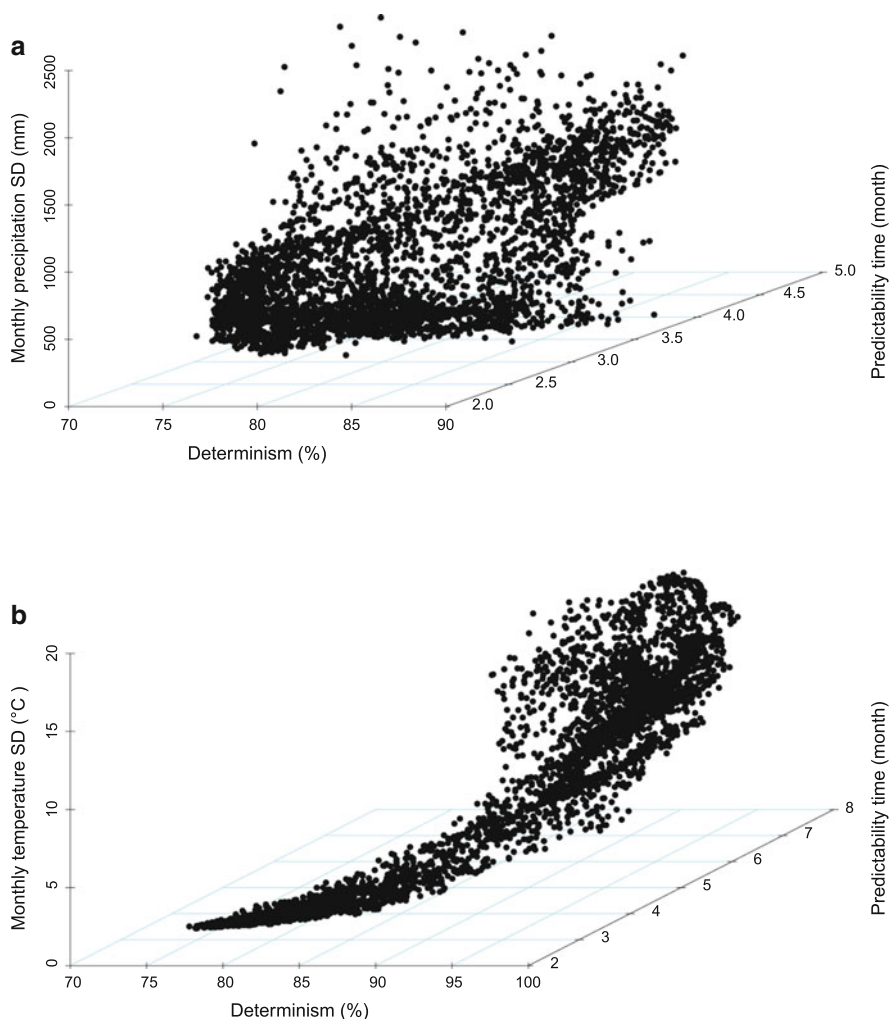 a
Monthly precipitation SD (mm)
2500
2000
1500
1000
500
0
70 75 80 85 90
Determinism (%)
2.0
2.5
3.0
3.5
4.0
4.5
5.0
Predictability time (month)
b
Monthly temperature SD (°C )
20
15
10
5
0
70 75 80 85 90 95 100
Determinism (%)
2
3
4
5
6
7
8
Predictability time (month)